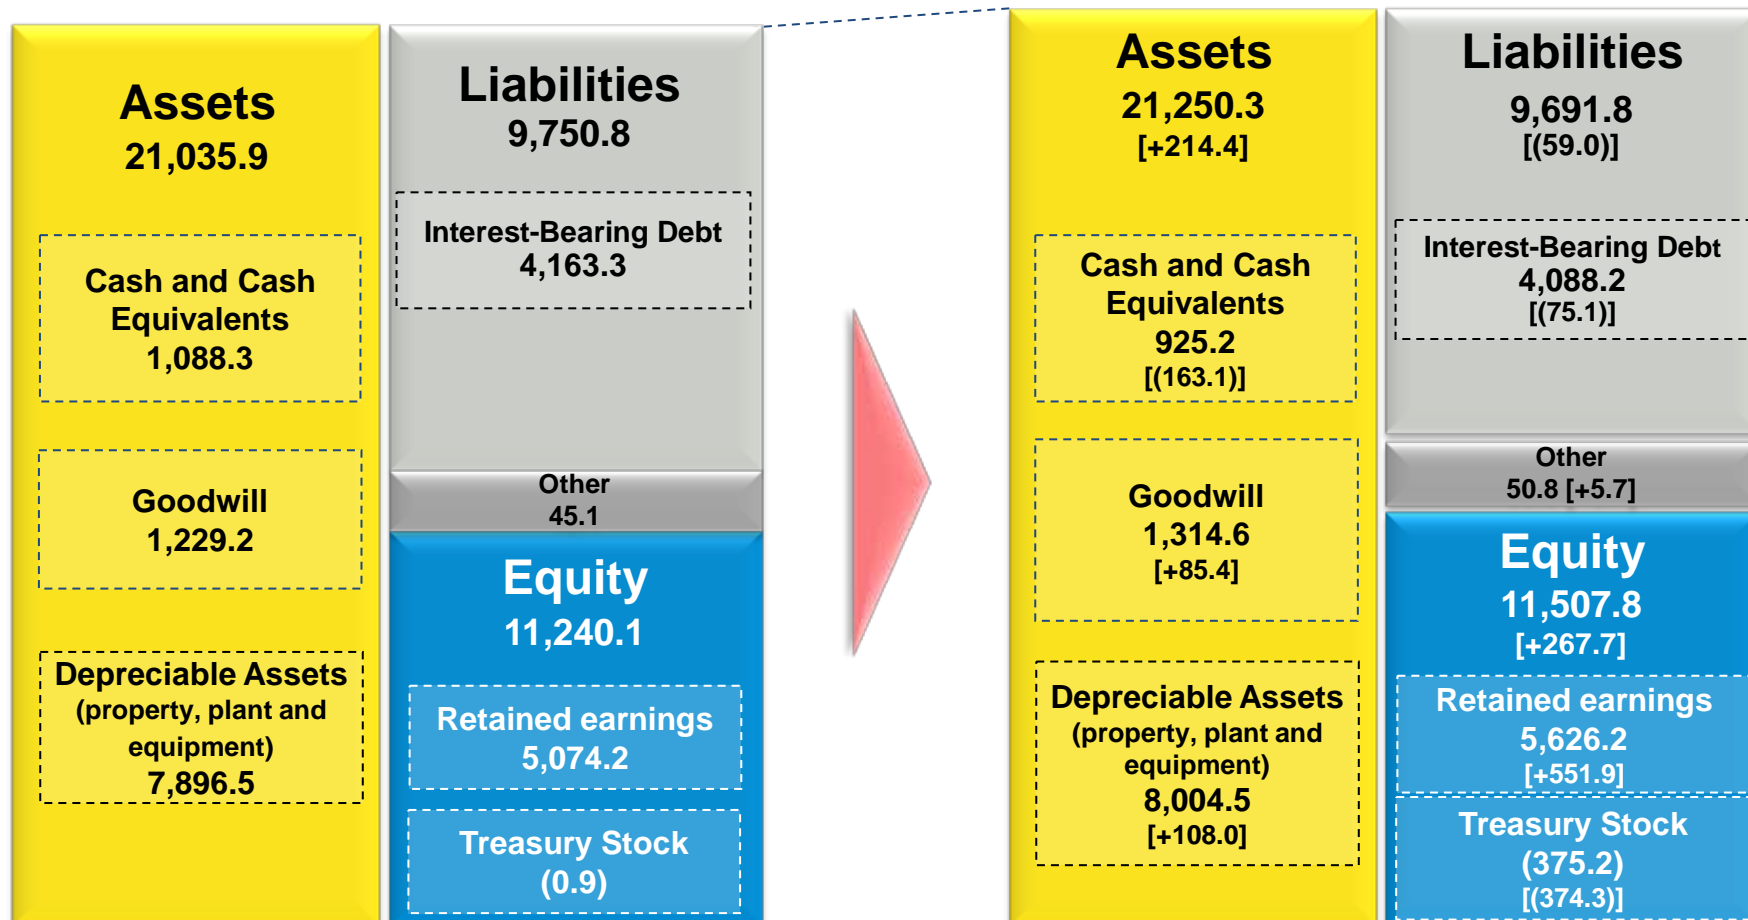 Assets
21,035.9
Cash and Cash
Equivalents
1,088.3
Goodwill
1,229.2
Depreciable Assets
(property, plant and
equipment)
7,896.5
Liabilities
9,750.8
Interest-Bearing Debt
4,163.3
Other
45.1
Equity
11,240.1
Retained earnings
5,074.2
Treasury Stock
(0.9)
Assets
21,250.3
[+214.4]
Cash and Cash
Equivalents
925.2
[(163.1)]
Goodwill
1,314.6
[+85.4]
Depreciable Assets
(property, plant and
equipment)
8,004.5
[+108.0]
Liabilities
9,691.8
[(59.0)]
Interest-Bearing Debt
4,088.2
[(75.1)]
Other
50.8 [+5.7]
Equity
11,507.8
[+267.7]
Retained earnings
5,626.2
[+551.9]
Treasury Stock
(375.2)
[(374.3)]